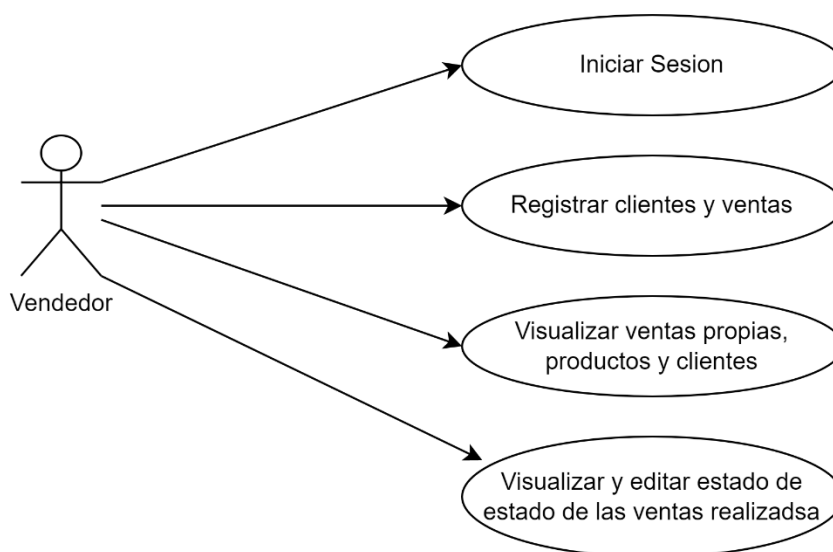 Iniciar Sesion
Registrar clientes y ventas
Vendedor
Visualizar ventas propias,
productos y clientes
Visualizar y editar estado de
estado de las ventas realizadsa